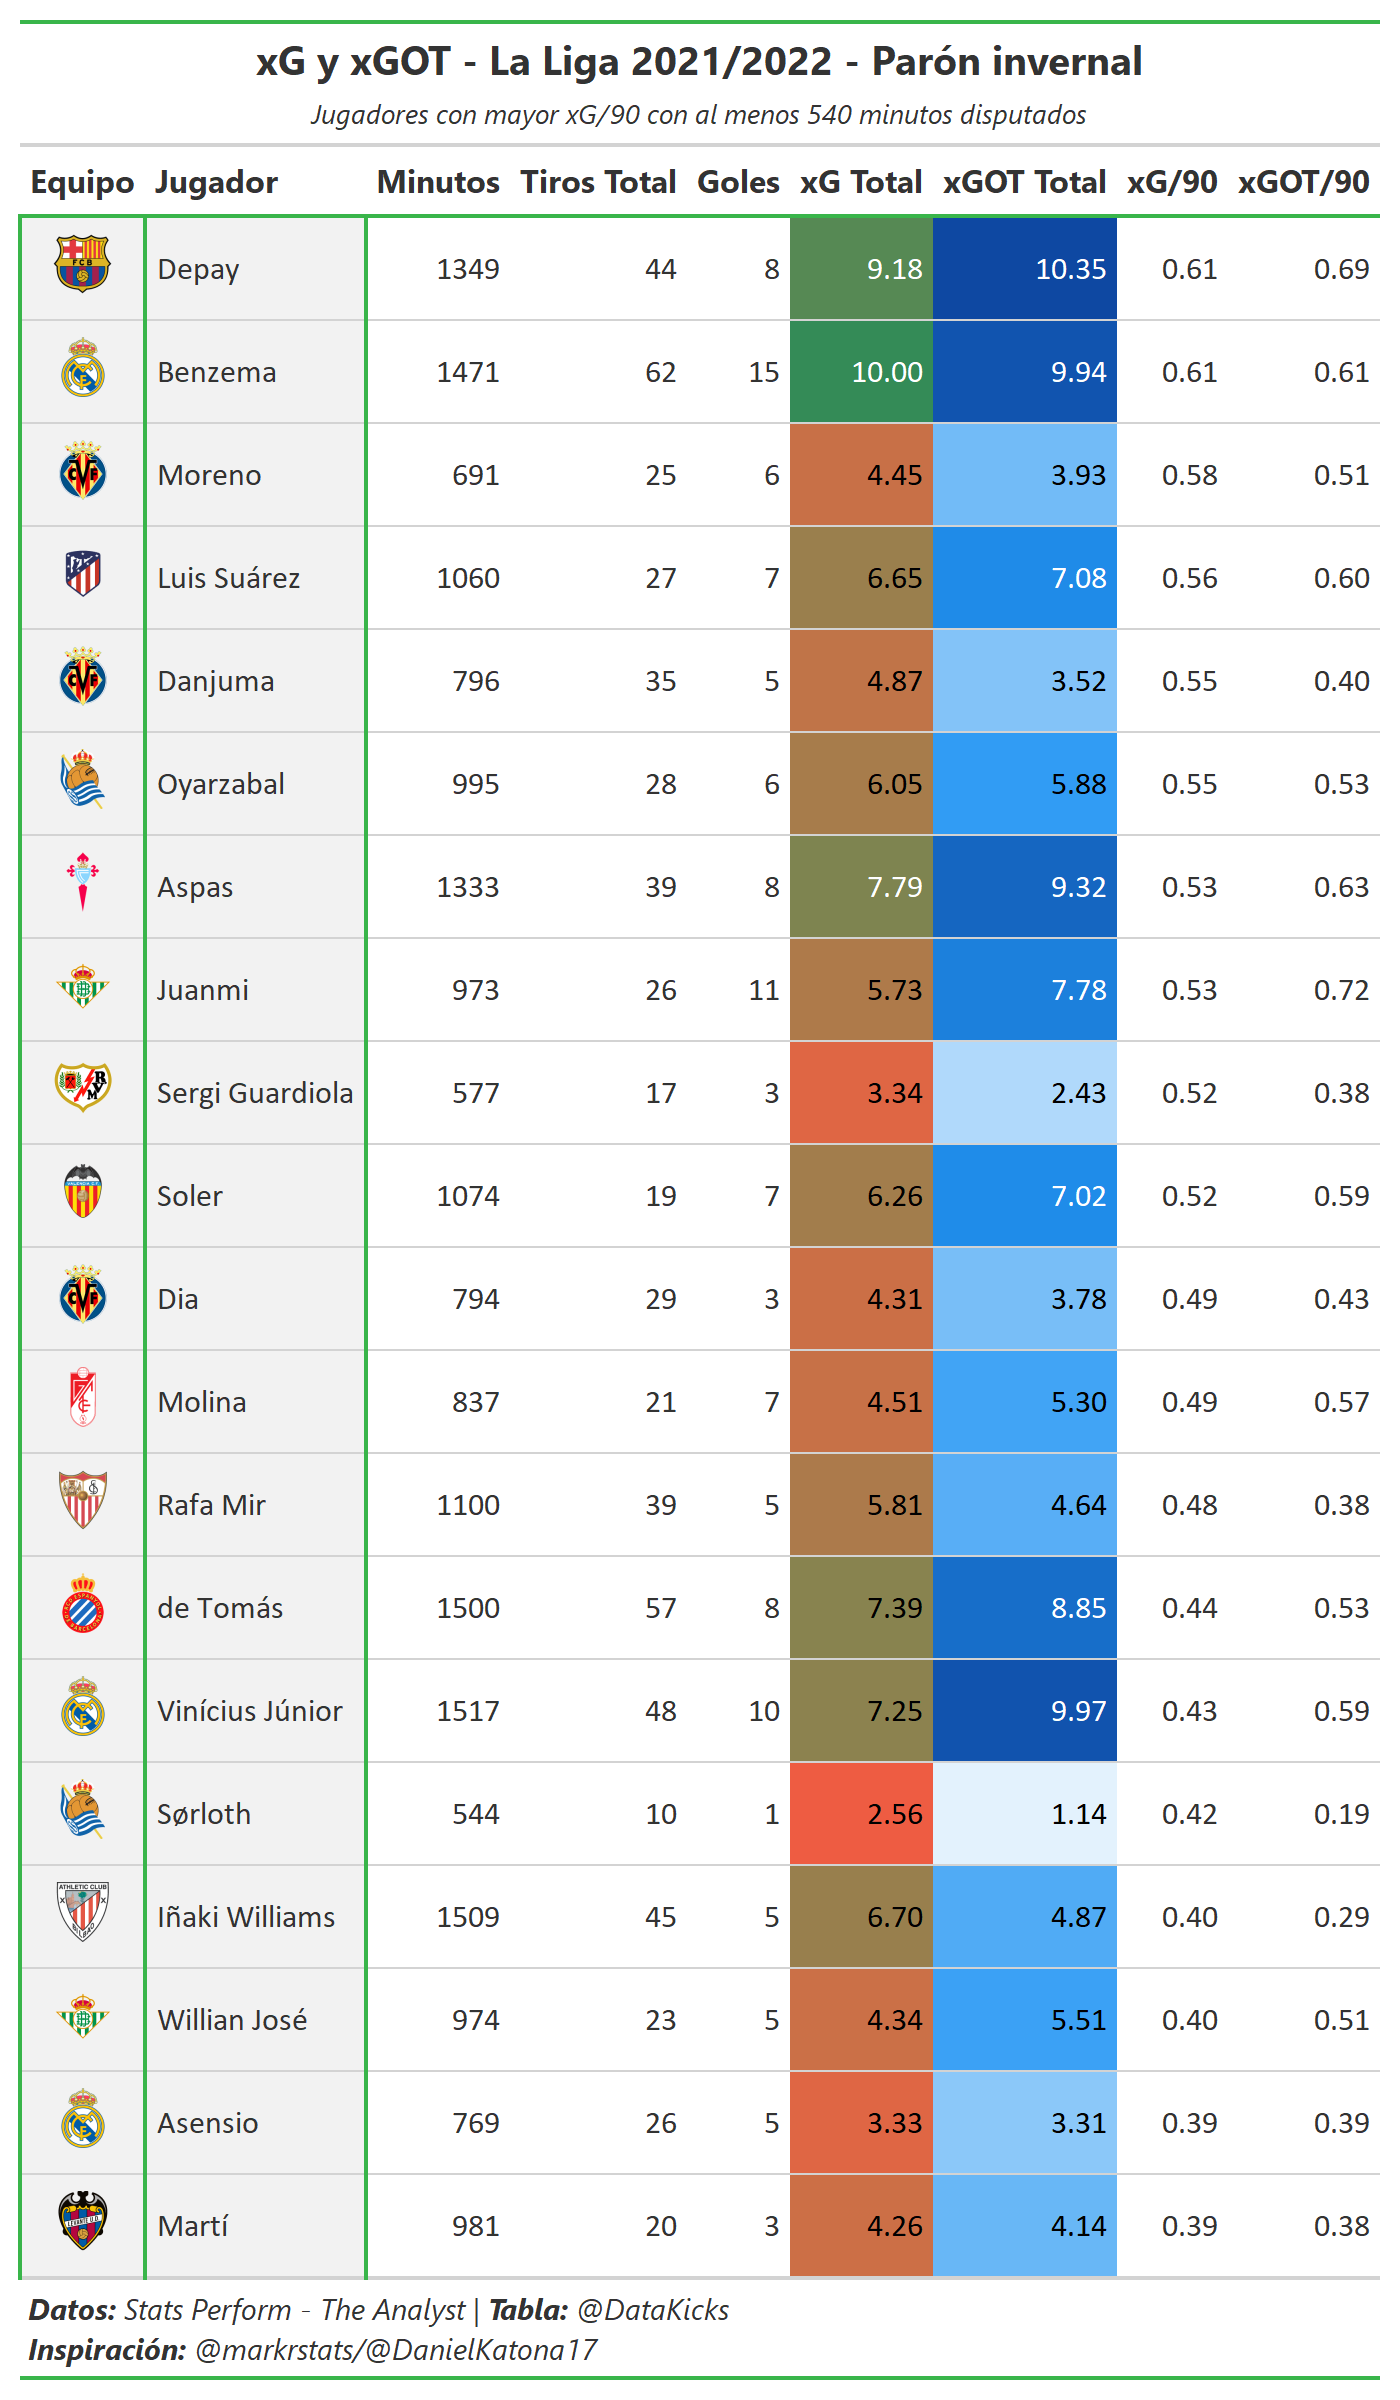 xG y xGOT - La Liga 2021/2022 - Parón invernal
Jugadores con mayor xG/90 con al menos 540 minutos disputados
Equipo Jugador Minutos Tiros Total Goles xG Total xGOT Total xG/90 xGOT/90
FCB Depay 1349 44 8 9.18 10.35 0.61 0.69
Benzema 1471 62 15 10.00 9.94 0.61 0.61
Moreno 691 25 6 4.45 3.93 0.58 0.51
Luis Suárez 1060 27 7 6.65 7.08 0.56 0.60
Danjuma 796 35 5 4.87 3.52 0.55 0.40
Oyarzabal 995 28 6 6.05 5.88 0.55 0.53
Aspas 1333 39 8 7.79 9.32 0.53 0.63
Juanmi 973 26 11 5.73 7.78 0.53 0.72
Sergi Guardiola 577 17 3 3.34 2.43 0.52 0.38
Soler 1074 19 7 6.26 7.02 0.52 0.59
Dia 794 29 3 4.31 3.78 0.49 0.43
Molina 837 21 7 4.51 5.30 0.49 0.57
Rafa Mir 1100 39 5 5.81 4.64 0.48 0.38
de Tomás 1500 57 8 7.39 8.85 0.44 0.53
Vinícius Júnior 1517 48 10 7.25 9.97 0.43 0.59
Sørloth 544 10 1 2.56 1.14 0.42 0.19
ATHLETIC CLUB BILBAO Iñaki Williams 1509 45 5 6.70 4.87 0.40 0.29
Willian José 974 23 5 4.34 5.51 0.40 0.51
Asensio 769 26 5 3.33 3.31 0.39 0.39
Martí 981 20 3 4.26 4.14 0.39 0.38
Datos: Stats Perform - The Analyst | Tabla: @DataKicks
Inspiración: @markrstats/@DanielKatona17